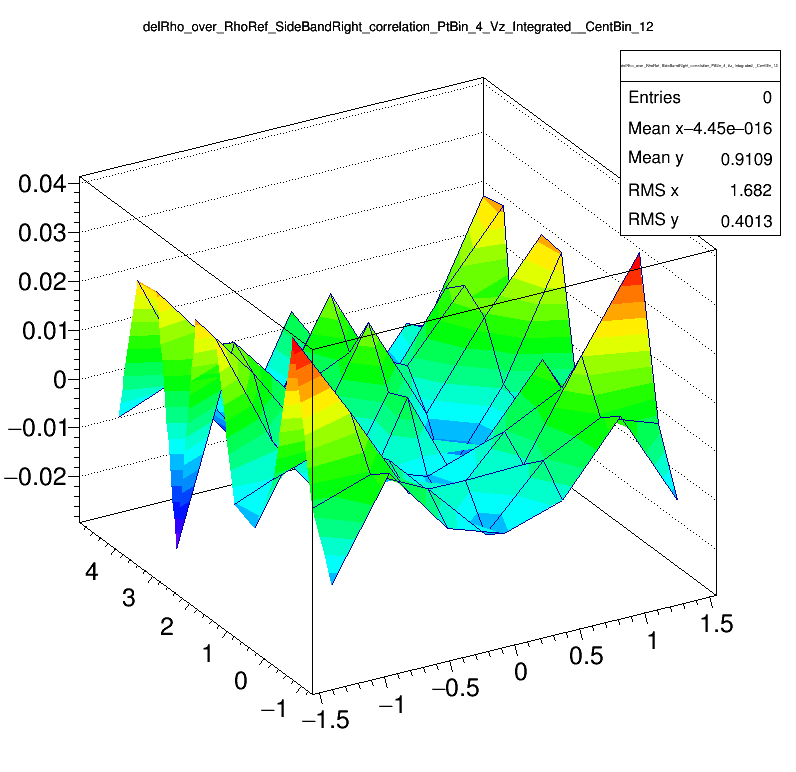 delRho_over_RhoRef_SideBandRight_correlation_PtBin_4_Vz_Integrated__CentBin_12
delRho_over_RhoRef_SideBandRight_correlation_PtBin_4_Vz_Integrated__CentBin_12
Entries 0
Mean x −4.45e−016
Mean y 0.9109
RMS x 1.682
RMS y 0.4013
0.04
0.03
0.02
0.01
0
−0.01
−0.02
4
3
2
1
0
−1
−1.5
−1
−0.5
0
0.5
1
1.5